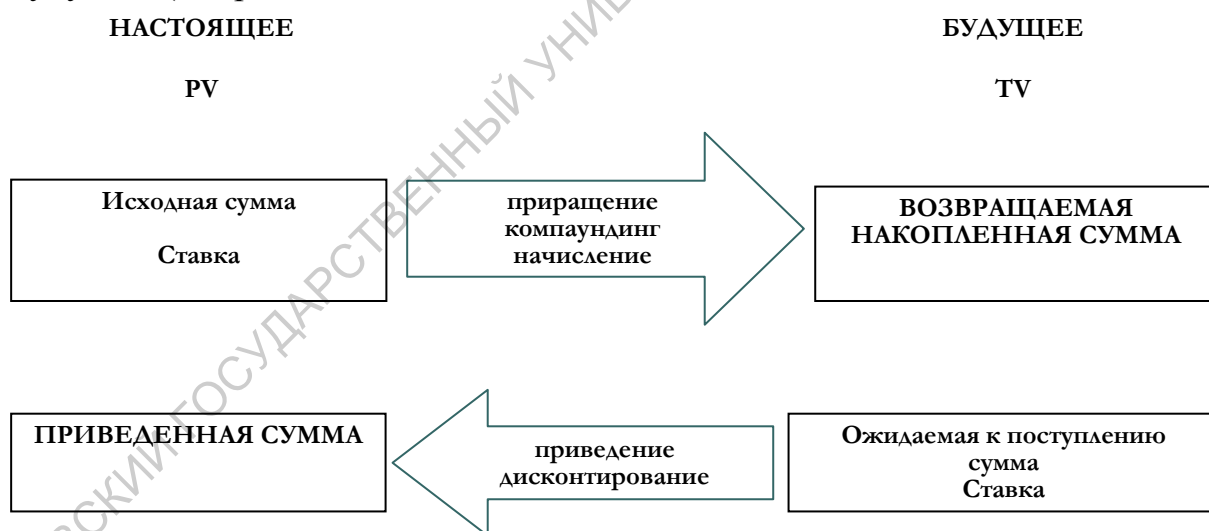 НАСТОЯЩЕЕ
БУДУЩЕЕ
PV
TV
Исходная сумма
Ставка
приращение
компаундинг
начисление
ВОЗВРАЩАЕМАЯ
НАКОПЛЕННАЯ СУММА
ПРИВЕДЕННАЯ СУММА
приведение
дисконтирование
Ожидаемая к поступлению
сумма
Ставка
ГОСУДАРСТВЕННЫЙ